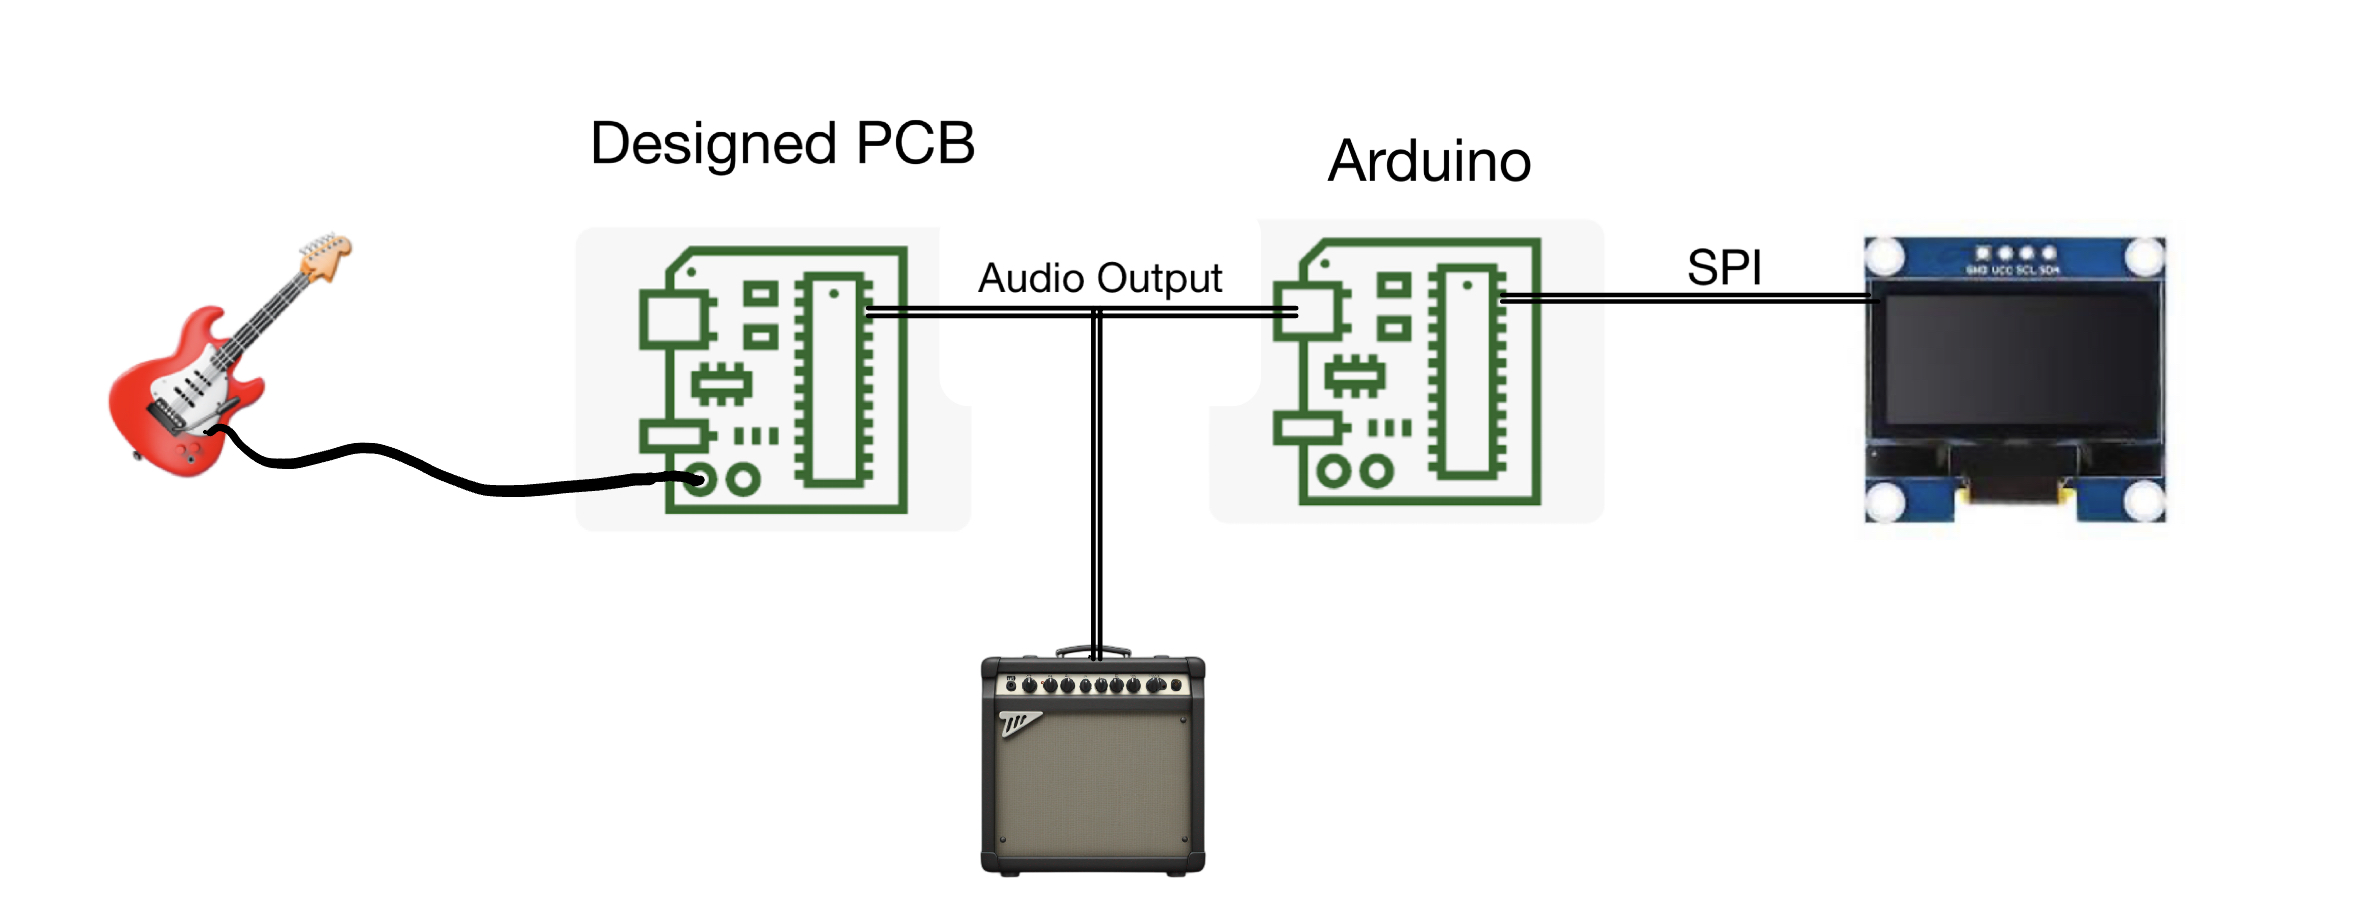 Designed PCB
Arduino
Audio Output
SPI
GND VCC SCL SDA